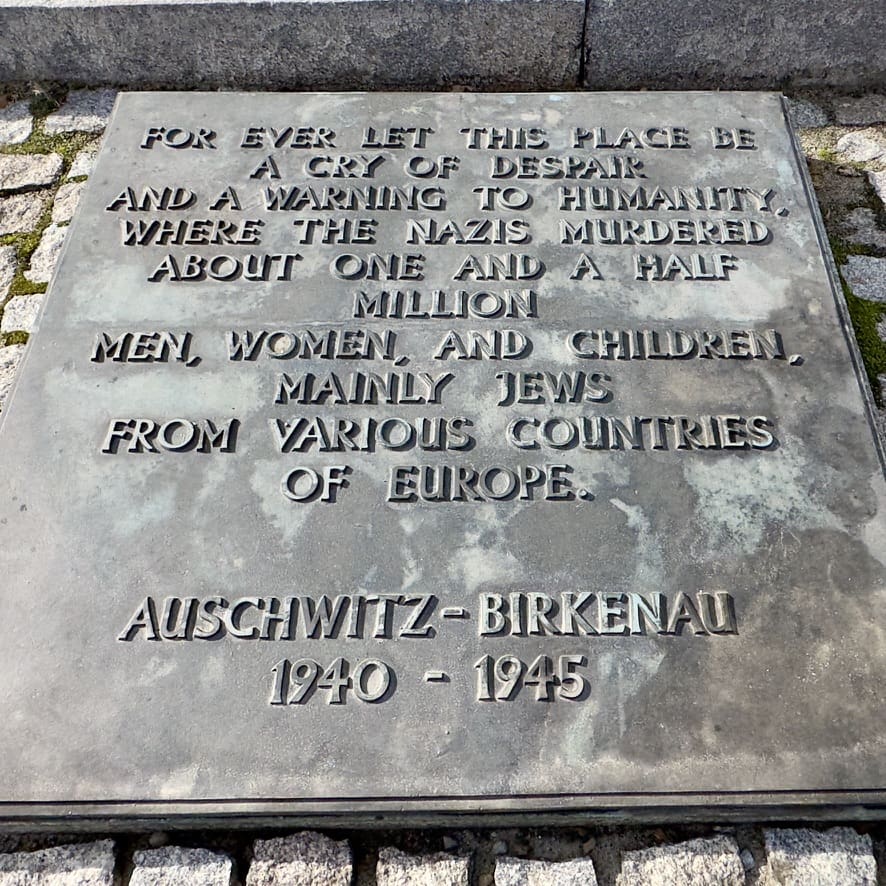 FOR EVER LET THIS PLACE BE
A CRY OF DESPAIR
AND A WARNING TO HUMANITY,
WHERE THE NAZIS MURDERED
ABOUT ONE AND A HALF
MILLION
MEN, WOMEN, AND CHILDREN,
MAINLY JEWS
FROM VARIOUS COUNTRIES
OF EUROPE.
AUSCHWITZ-BIRKENAU
1940 - 1945